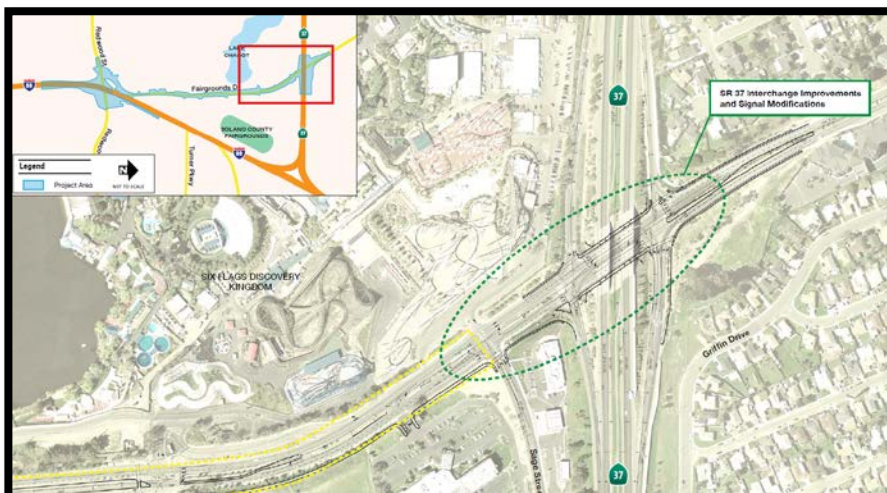 Redwood St
LAKE
CHABOT
37
80
Fairgrounds D
SOLANO COUNTY
FAIRGROUNDS
37
80
Turner Pkwy
Legend
Project Area
N
NOT TO SCALE
37
SR 37 Interchange Improvements
and Signal Modifications
SIX FLAGS DISCOVERY
KINGDOM
Griffin Drive
Sage Street
37